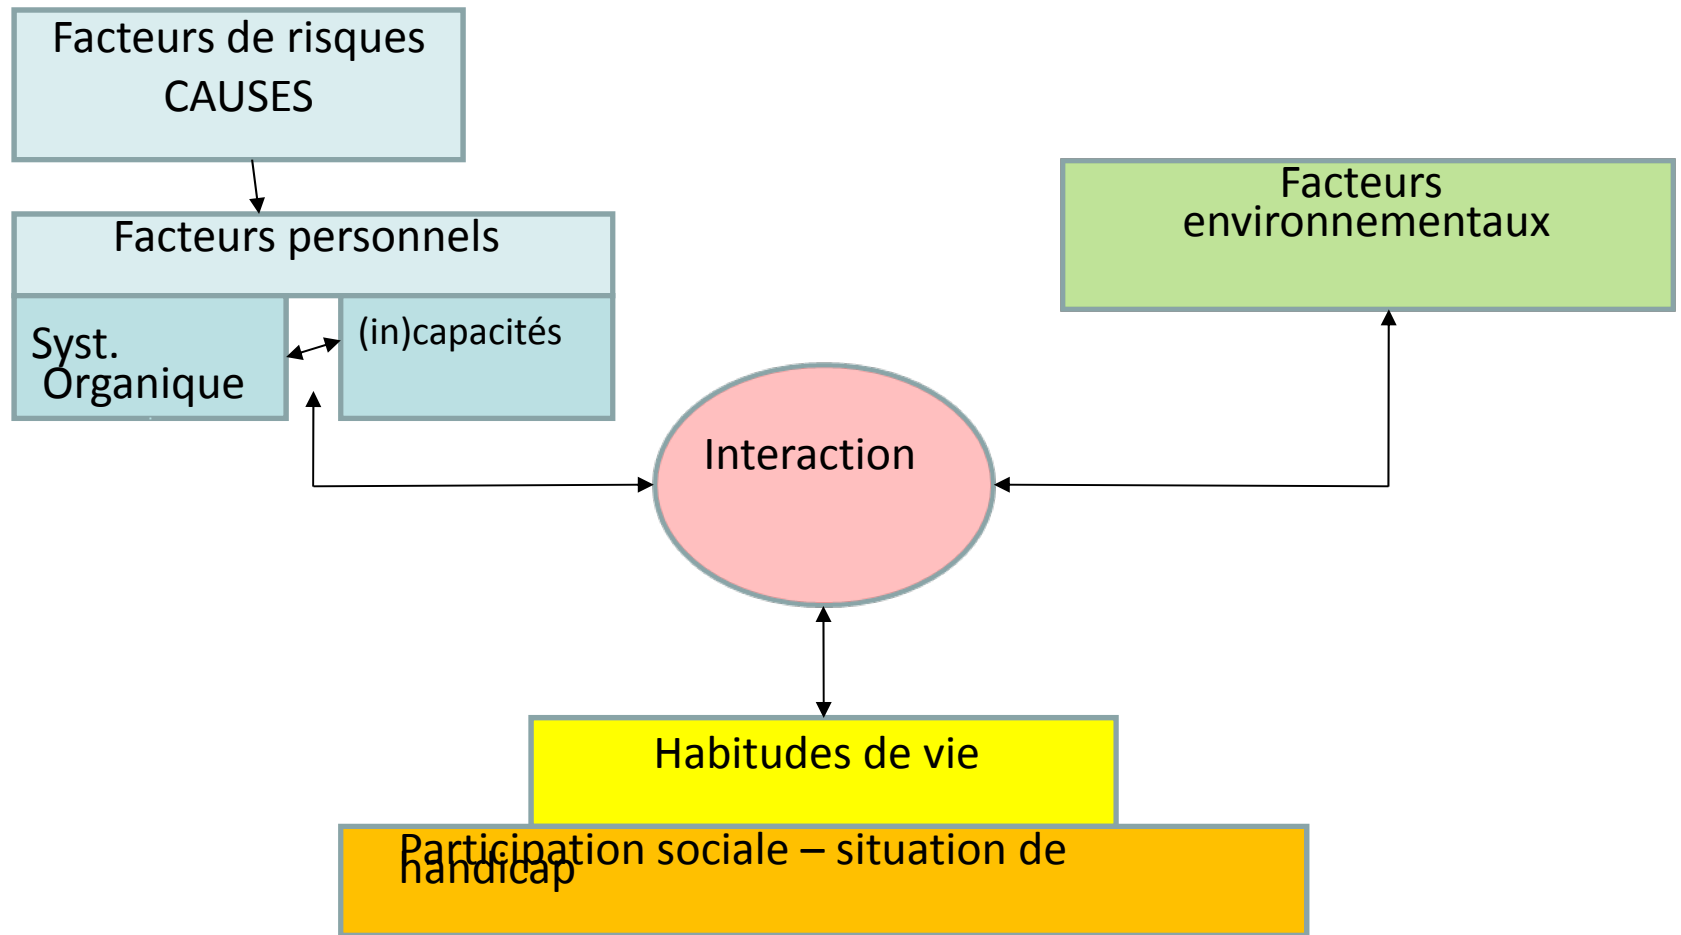 Facteurs de risques
CAUSES
Facteurs personnels
Syst.
Organique
(in)capacités
Facteurs
environnementaux
Interaction
Habitudes de vie
Participation sociale – situation de
handicap